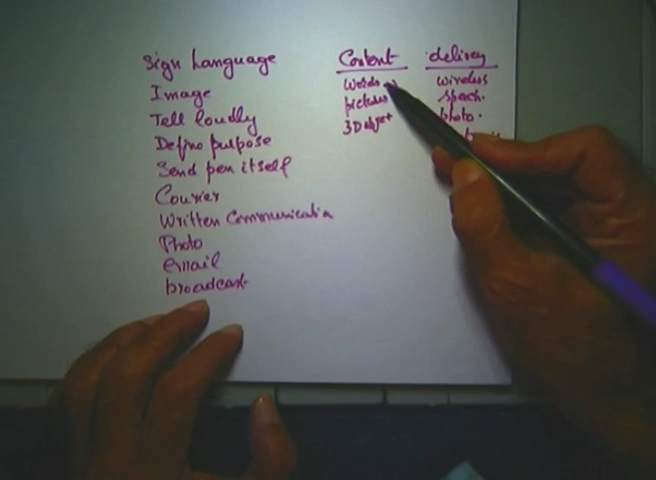 Sign Language
Image
Tell loudly
Define purpose
Send pen itself
Courier
Written Communication
Photo
email
broadcast
Content
words
pictures
3D objet
delivery
wireless
speech.
photo.